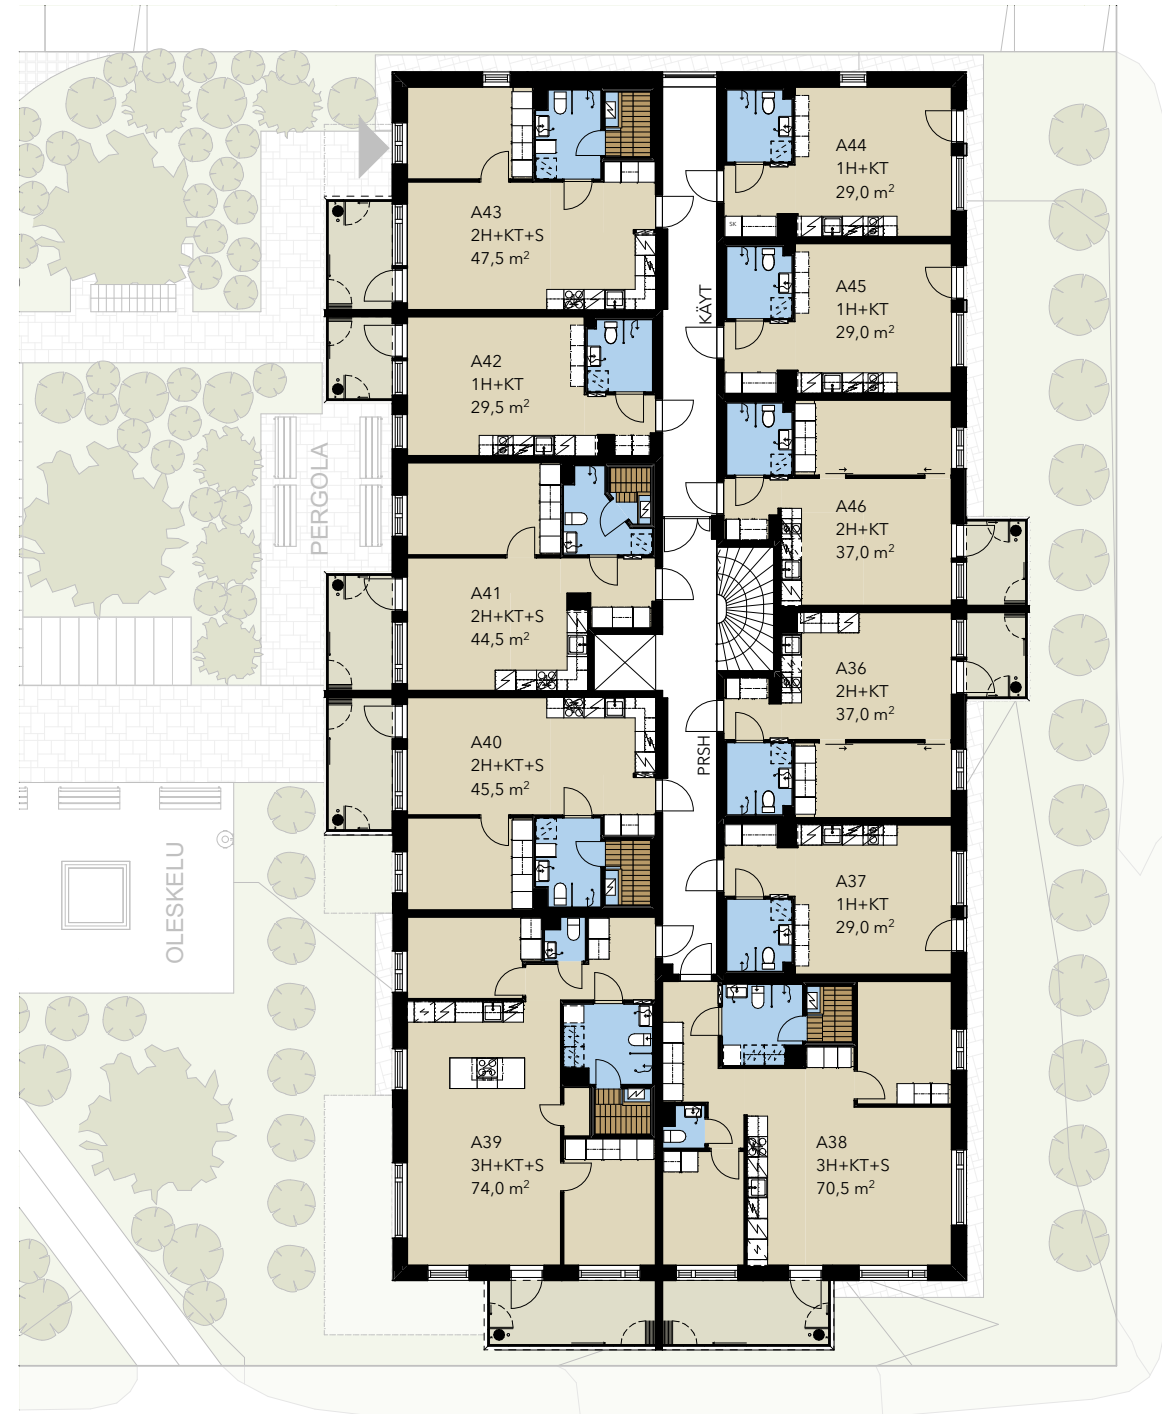 A43
2H+KT+S
47,5 m²
A44
1H+KT
29,0 m²
SK
KÄYT
A45
1H+KT
29,0 m²
A42
1H+KT
29,5 m²
PERGOLA
A46
2H+KT
37,0 m²
A41
2H+KT+S
44,5 m²
A36
2H+KT
37,0 m²
A40
2H+KT+S
45,5 m²
PRSH
OLESKELU
A37
1H+KT
29,0 m²
A39
3H+KT+S
74,0 m²
A38
3H+KT+S
70,5 m²